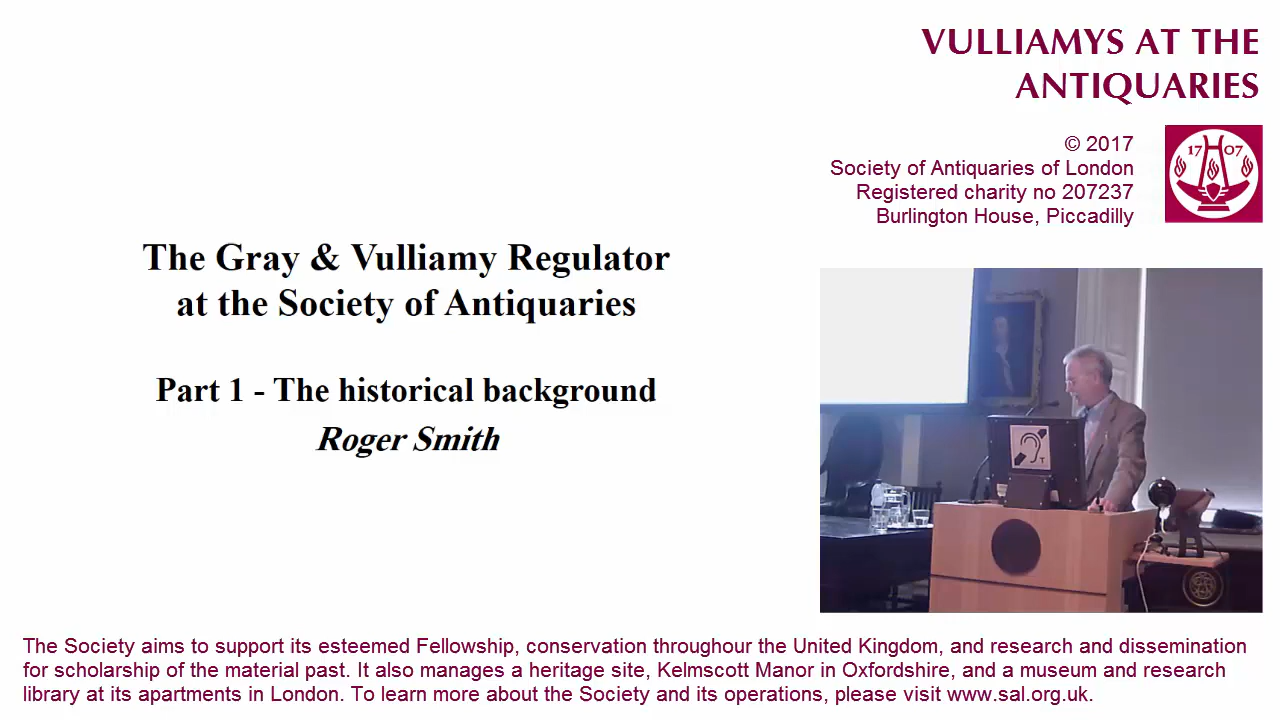 VULLIAMYS AT THE
ANTIQUARIES
© 2017
Society of Antiquaries of London
Registered charity no 207237
Burlington House, Piccadilly
17 07
The Gray & Vulliamy Regulator
at the Society of Antiquaries
Part 1 - The historical background
Roger Smith
T
The Society aims to support its esteemed Fellowship, conservation throughour the United Kingdom, and research and dissemination
for scholarship of the material past. It also manages a heritage site, Kelmscott Manor in Oxfordshire, and a museum and research
library at its apartments in London. To learn more about the Society and its operations, please visit www.sal.org.uk.